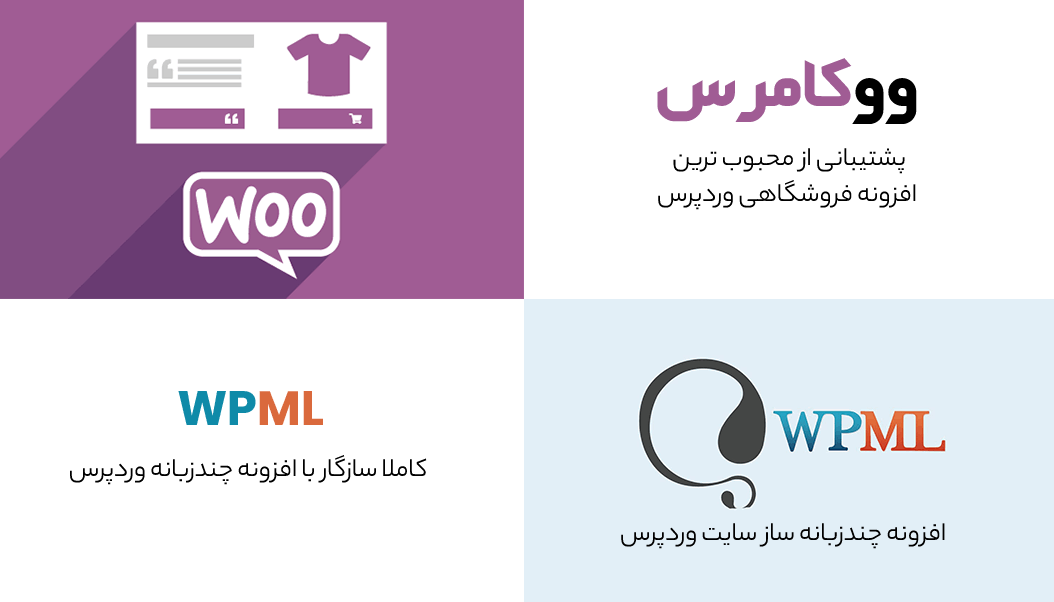 ووکامرس
پشتیبانی از محبوب ترین
افزونه فروشگاهی وردپرس
WOO
WPML
کاملا سازگار با افزونه چندزبانه وردپرس
WPML
افزونه چندزبانه ساز سایت وردپرس